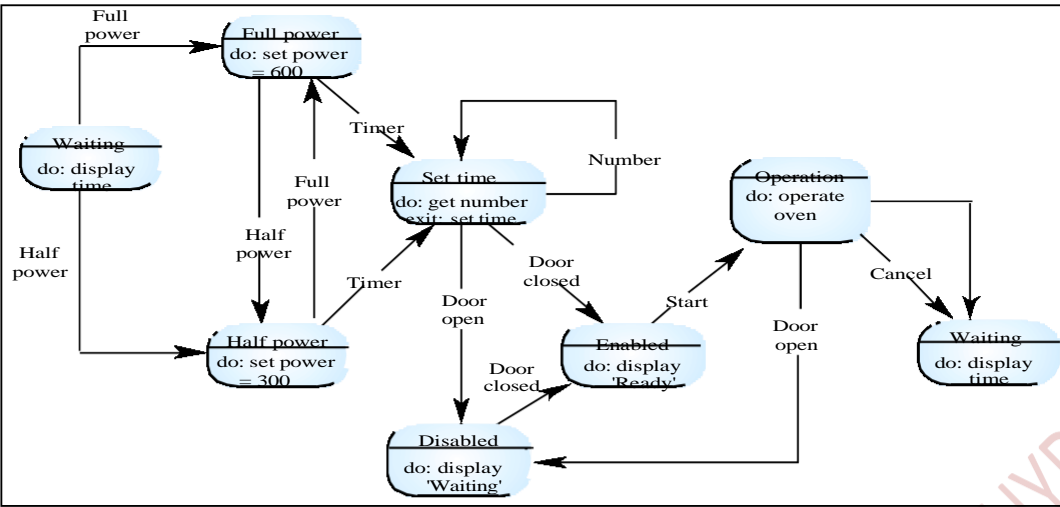 Full
power
Full power
do: set power
= 600
Timer
Waiting
do: display
time
Number
Set time
do: get number
exit: set time
Operation
do: operate
oven
Full
power
Half
power
Half
power
Timer
Door
open
Door
closed
Start
Cancel
Door
open
Half power
do: set power
= 300
Enabled
do: display
'Ready'
Waiting
do: display
time
Door
closed
Disabled
do: display
'Waiting'